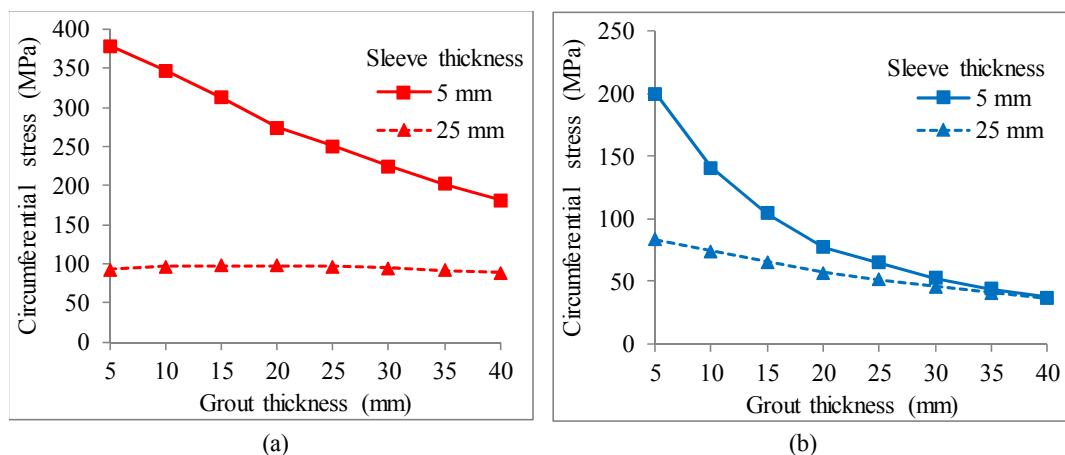 400
350
300
250
200
150
100
50
0
Circumferential stress (MPa)
Sleeve thickness
5 mm
25 mm
5 10 15 20 25 30 35 40
Grout thickness (mm)
(a)
250
200
150
100
50
0
Circumferential stress (MPa)
Sleeve thickness
5 mm
25 mm
5 10 15 20 25 30 35 40
Grout thickness (mm)
(b)